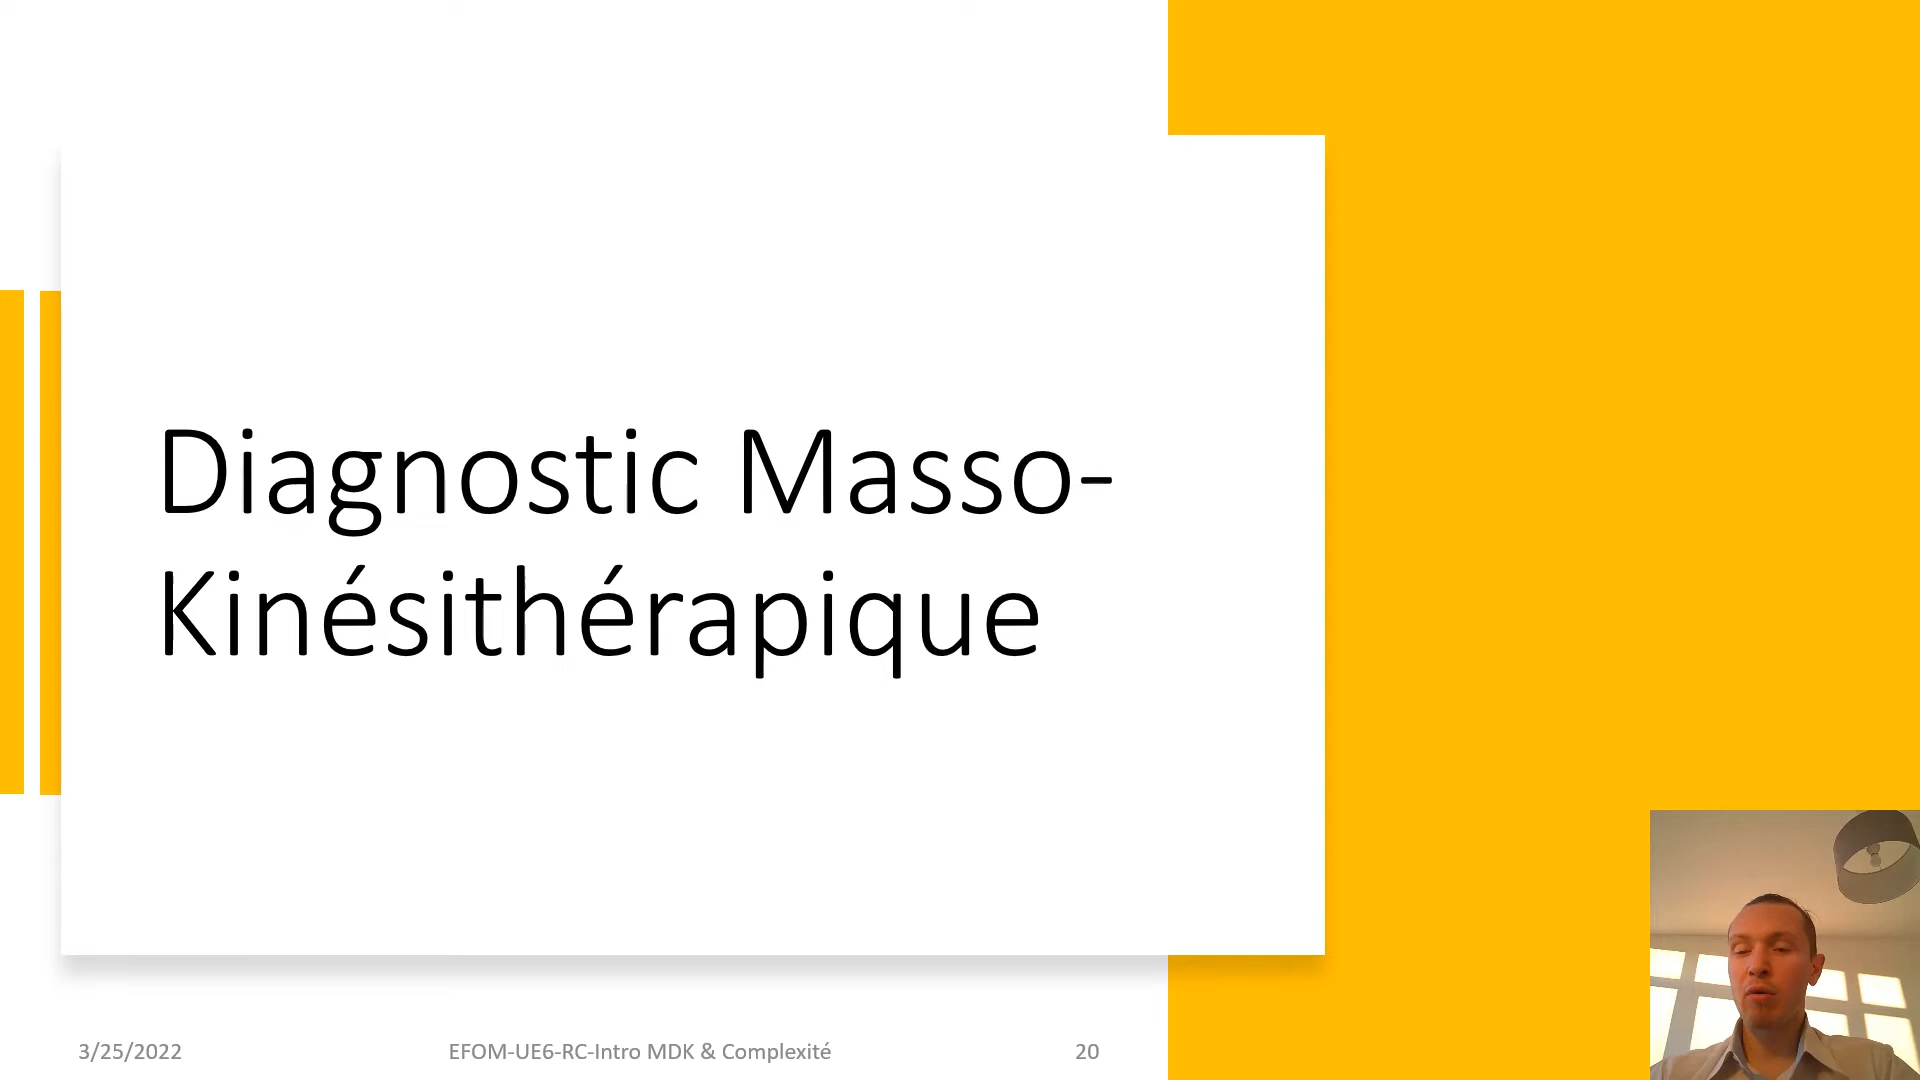 Diagnostic Masso-
Kinésithérapique
3/25/2022
EFOM-UE6-RC-Intro MDK & Complexité
20